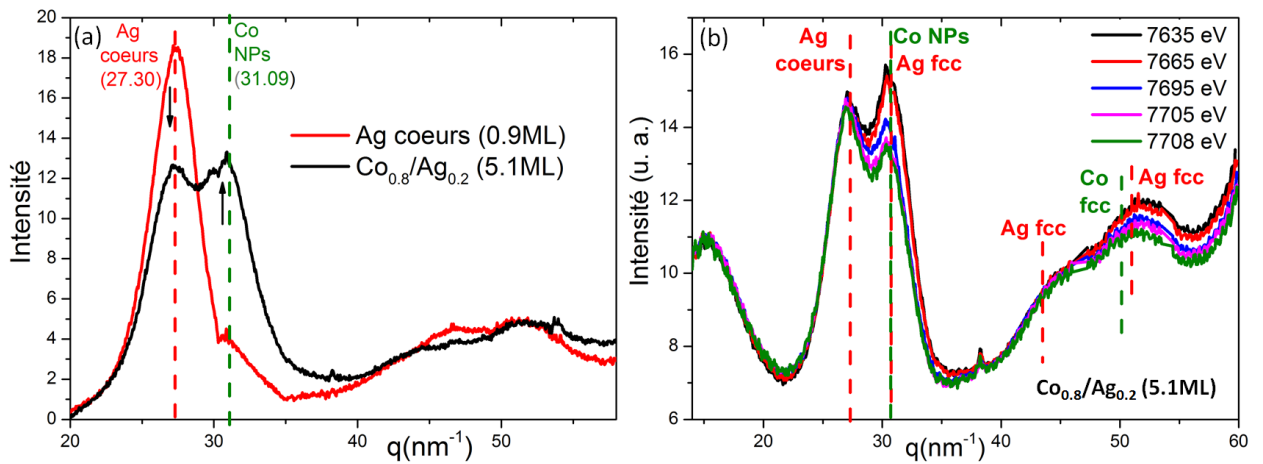 (a)
Ag
coeurs
(27.30)
Co
NPs
(31.09)
Ag coeurs (0.9ML)
Co0.8/Ag0.2 (5.1ML)
Intensité
20
18
16
14
12
10
8
6
4
2
0
20
30
40
50
q(nm-1)
(b)
Ag
coeurs
Co NPs
Ag fcc
7635 eV
7665 eV
7695 eV
7705 eV
7708 eV
Ag fcc
Co
fcc
Ag fcc
Co0.8/Ag0.2 (5.1ML)
Intensité (u. a.)
16
14
12
10
8
6
20
30
40
50
60
q(nm-1)